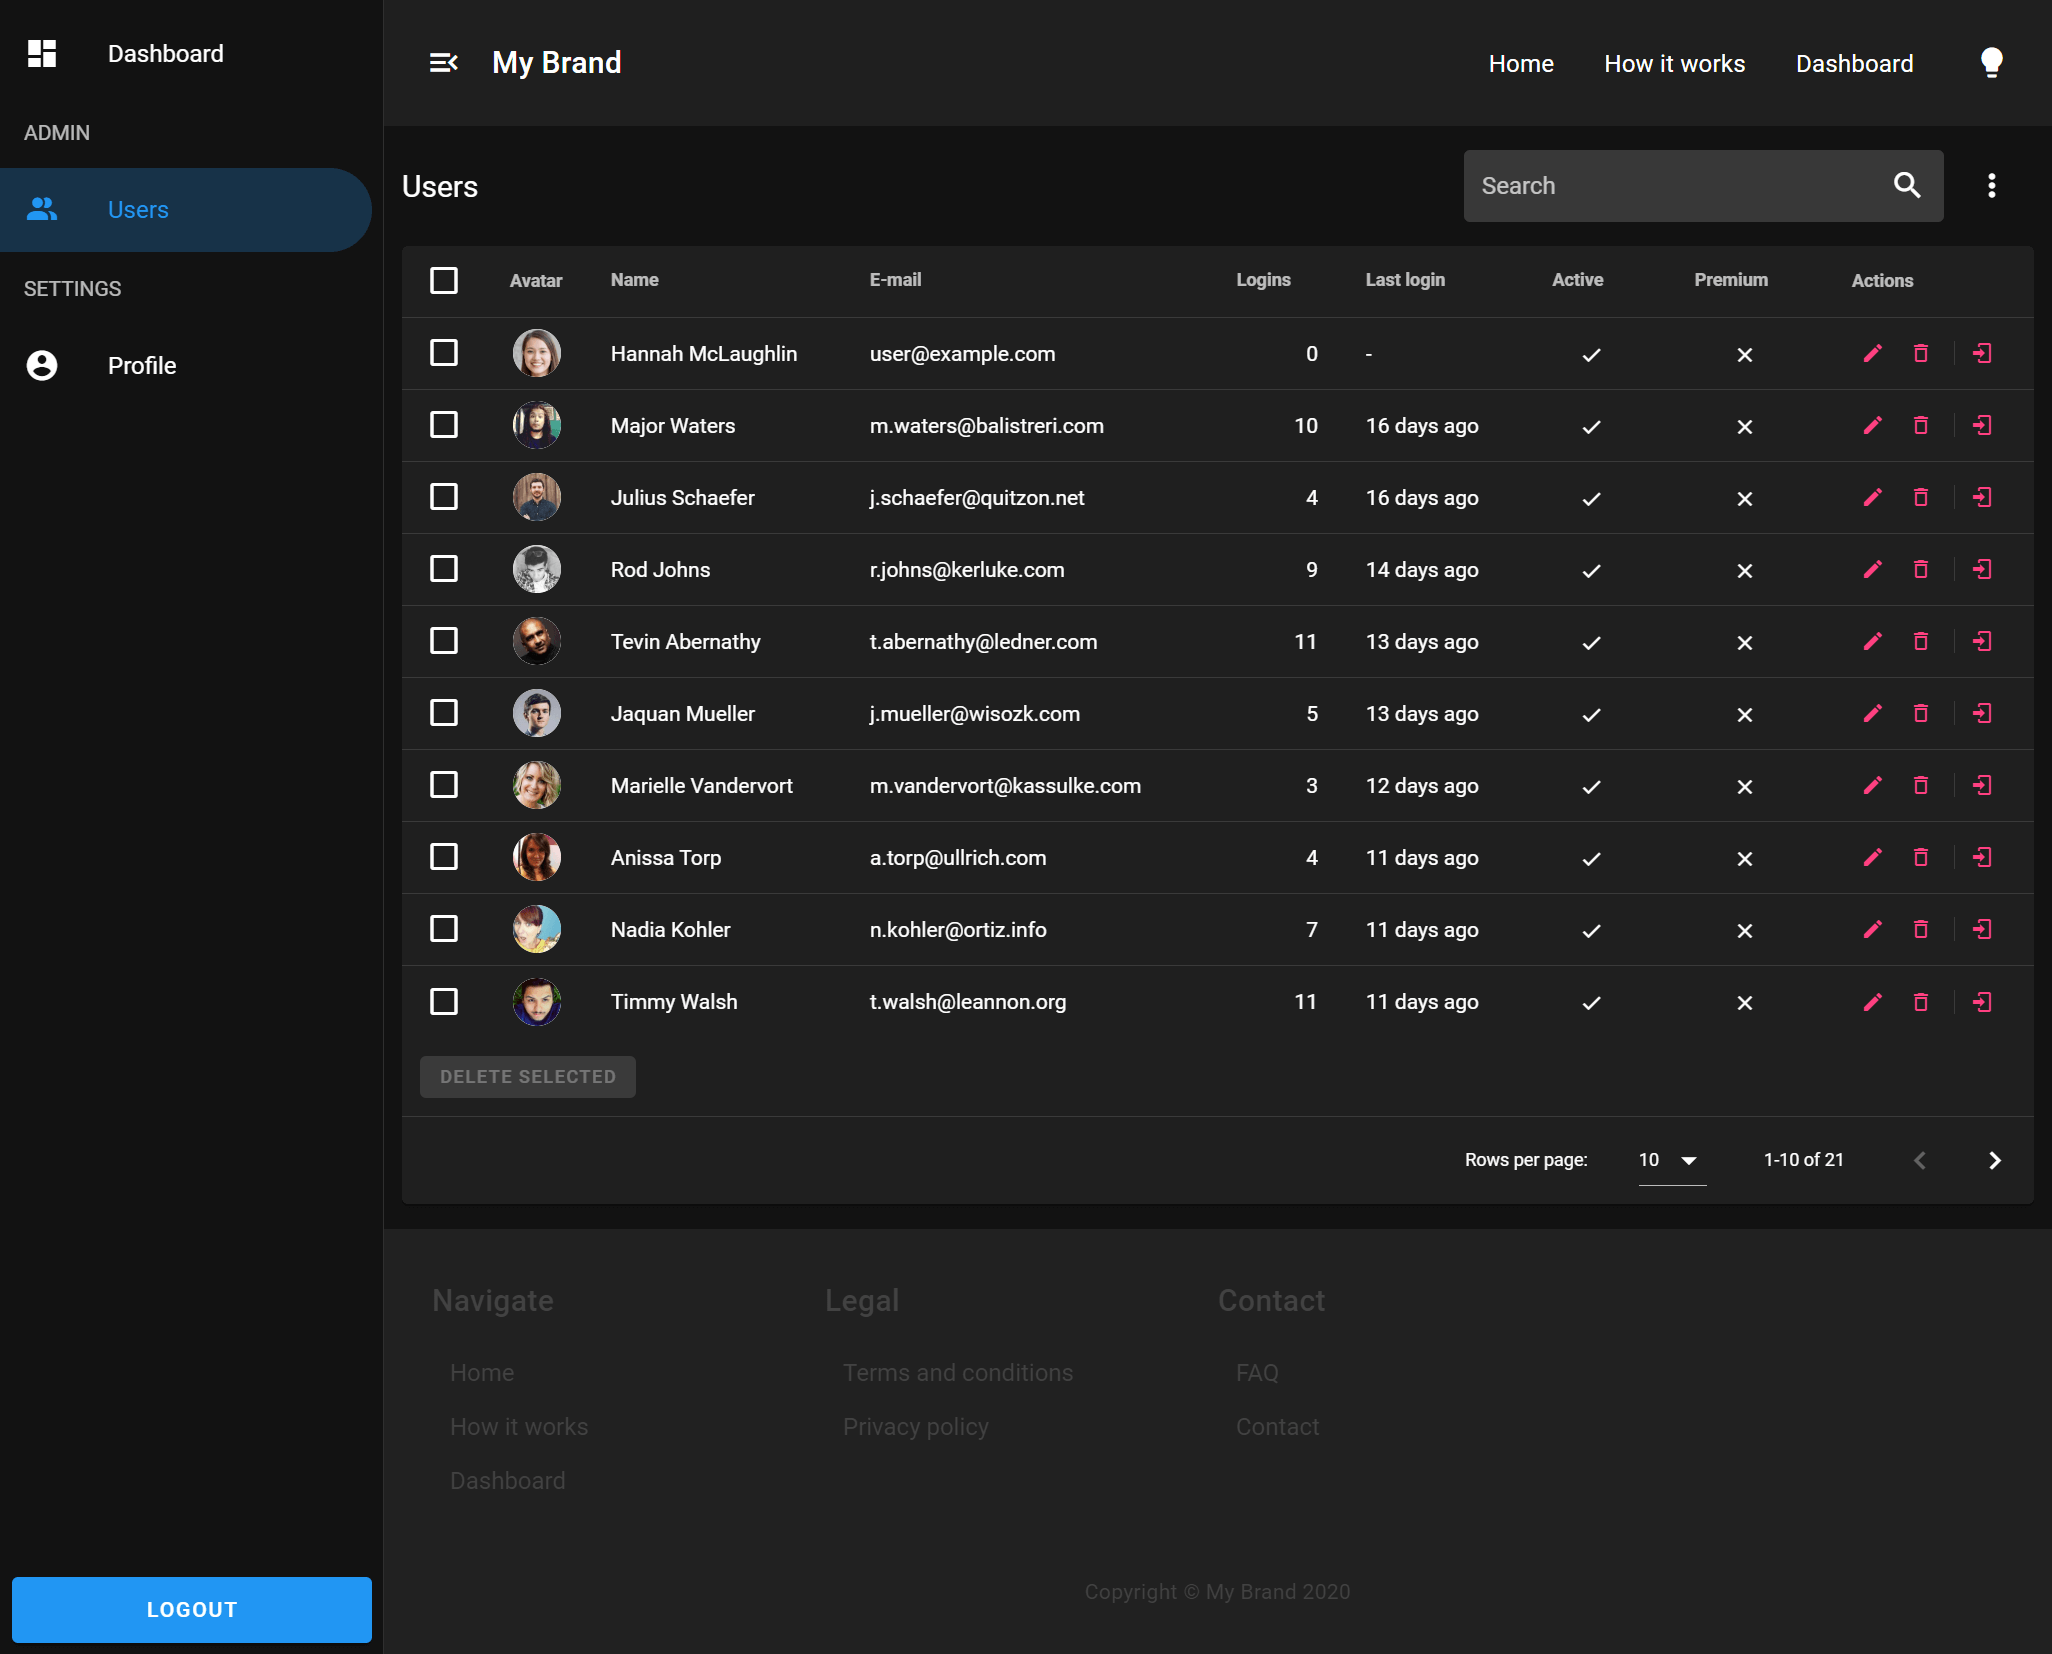 Dashboard
ADMIN
Users
SETTINGS
Profile
LOGOUT
My Brand
Home How it works Dashboard
Users
Search
Avatar Name E-mail Logins Last login Active Premium Actions
Hannah McLaughlin user@example.com 0 -
Major Waters m.waters@balistreri.com 10 16 days ago
Julius Schaefer j.schaefer@quitzon.net 4 16 days ago
Rod Johns r.johns@kerluke.com 9 14 days ago
Tevin Abernathy t.abernathy@ledner.com 11 13 days ago
Jaquan Mueller j.mueller@wisozk.com 5 13 days ago
Marielle Vandervort m.vandervort@kassulke.com 3 12 days ago
Anissa Torp a.torp@ullrich.com 4 11 days ago
Nadia Kohler n.kohler@ortiz.info 7 11 days ago
Timmy Walsh t.walsh@leannon.org 11 11 days ago
DELETE SELECTED
Rows per page: 10 1-10 of 21
Navigate
Home
How it works
Dashboard
Legal
Terms and conditions
Privacy policy
Contact
FAQ
Contact
Copyright © My Brand 2020